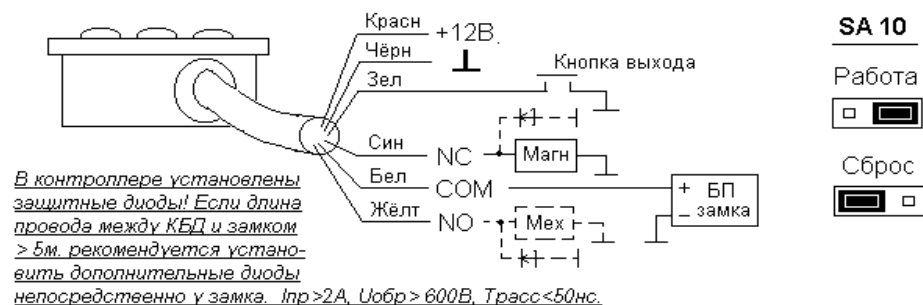 Красн +12В.
Чёрн
Зел Кнопка выхода
Син NC Магн
Бел COM + БП
– замка
Жёлт NO Мех
В контроллере установлены
защитные диоды! Если длина
провода между КБД и замком
> 5м. рекомендуется устано-
вить дополнительные диоды
непосредственно у замка. Iпр>2А, Uобр> 600В, Трасс<50нс.
SA 10
Работа
Сброс